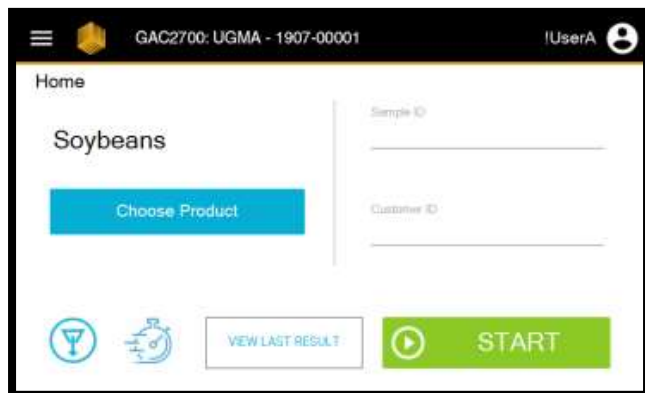 GAC2700: UGMA - 1907-00001
!UserA
Home
Soybeans
Choose Product
Sample ID
Customer ID
VIEW LAST RESULT
START